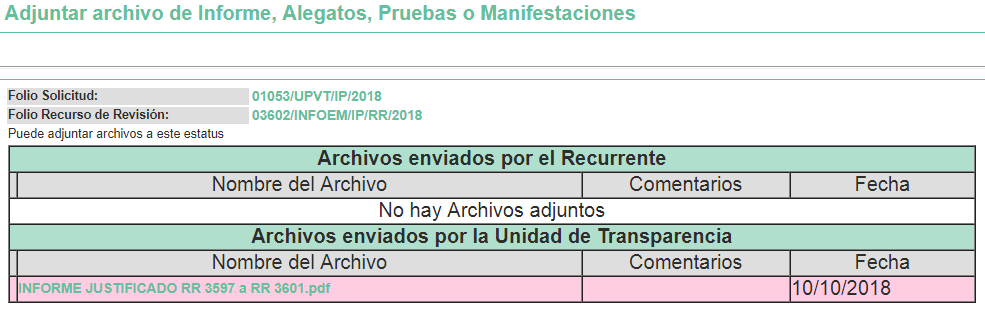 Adjuntar archivo de Informe, Alegatos, Pruebas o Manifestaciones
Folio Solicitud: 01053/UPVT/IP/2018
Folio Recurso de Revisión: 03602/INFOEM/IP/RR/2018
Puede adjuntar archivos a este estatus
Archivos enviados por el Recurrente
Nombre del Archivo Comentarios Fecha
No hay Archivos adjuntos
Archivos enviados por la Unidad de Transparencia
Nombre del Archivo Comentarios Fecha
INFORME JUSTIFICADO RR 3597 a RR 3601.pdf 10/10/2018